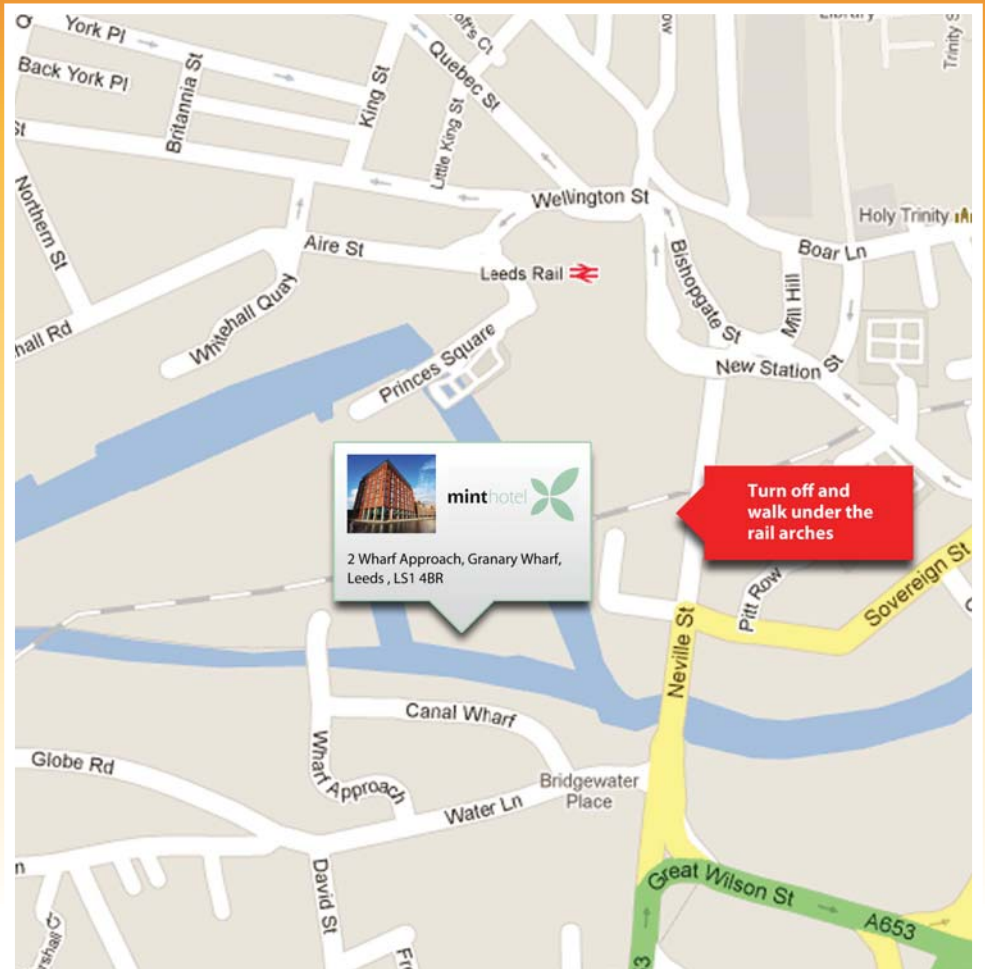 York Pl
Back York Pl
Britannia St
King St
Little King St
Quebec St
Trinity
Wellington St
Holy Trinity
Boar Ln
Northern St
Aire St
Leeds Rail
Bishopgate St
Mill Hill
Whitehall Quay
hall Rd
Princes Square
New Station St
minthotel
2 Wharf Approach, Granary Wharf,
Leeds , LS1 4BR
Turn off and
walk under the
rail arches
Pitt Row
Sovereign St
Neville St
Canal Wharf
Globe Rd
Wharf Approach
Bridgewater
Place
Water Ln
David St
Great Wilson St
A653